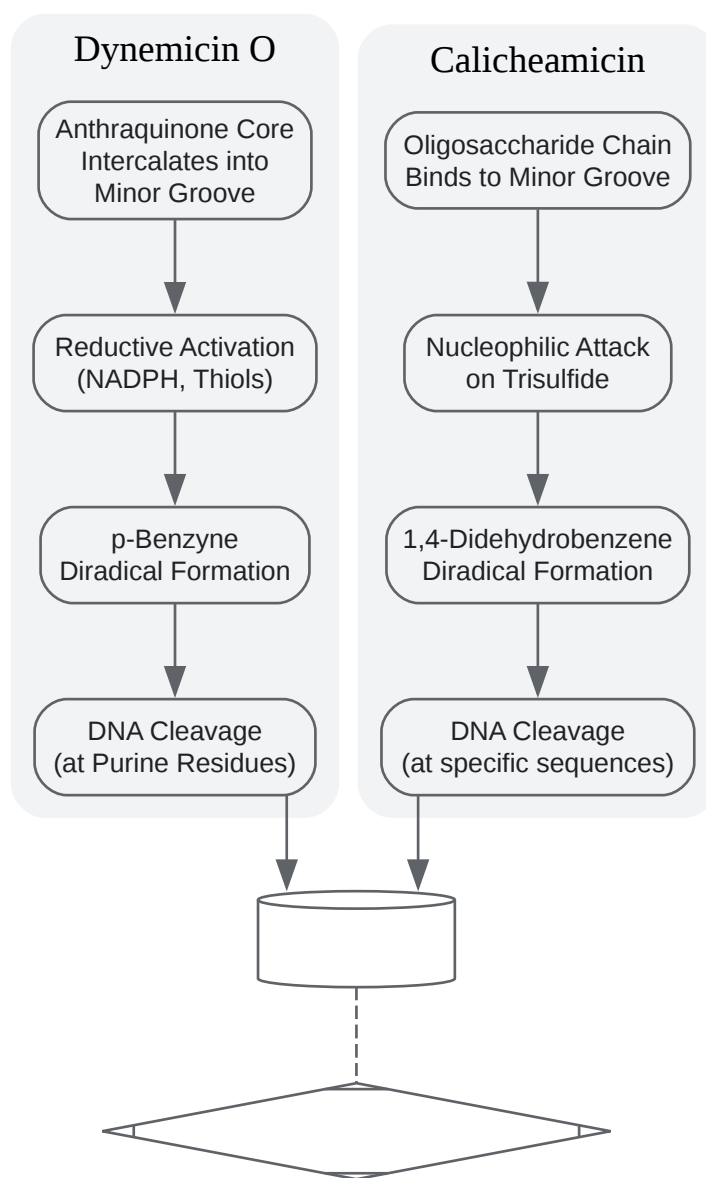 Dynemicin O
Anthraquinone Core
Intercalates into
Minor Groove
Reductive Activation
(NADPH, Thiols)
p-Benzyne
Diradical Formation
DNA Cleavage
(at Purine Residues)
Calicheamicin
Oligosaccharide Chain
Binds to Minor Groove
Nucleophilic Attack
on Trisulfide
1,4-Didehydrobenzene
Diradical Formation
DNA Cleavage
(at specific sequences)